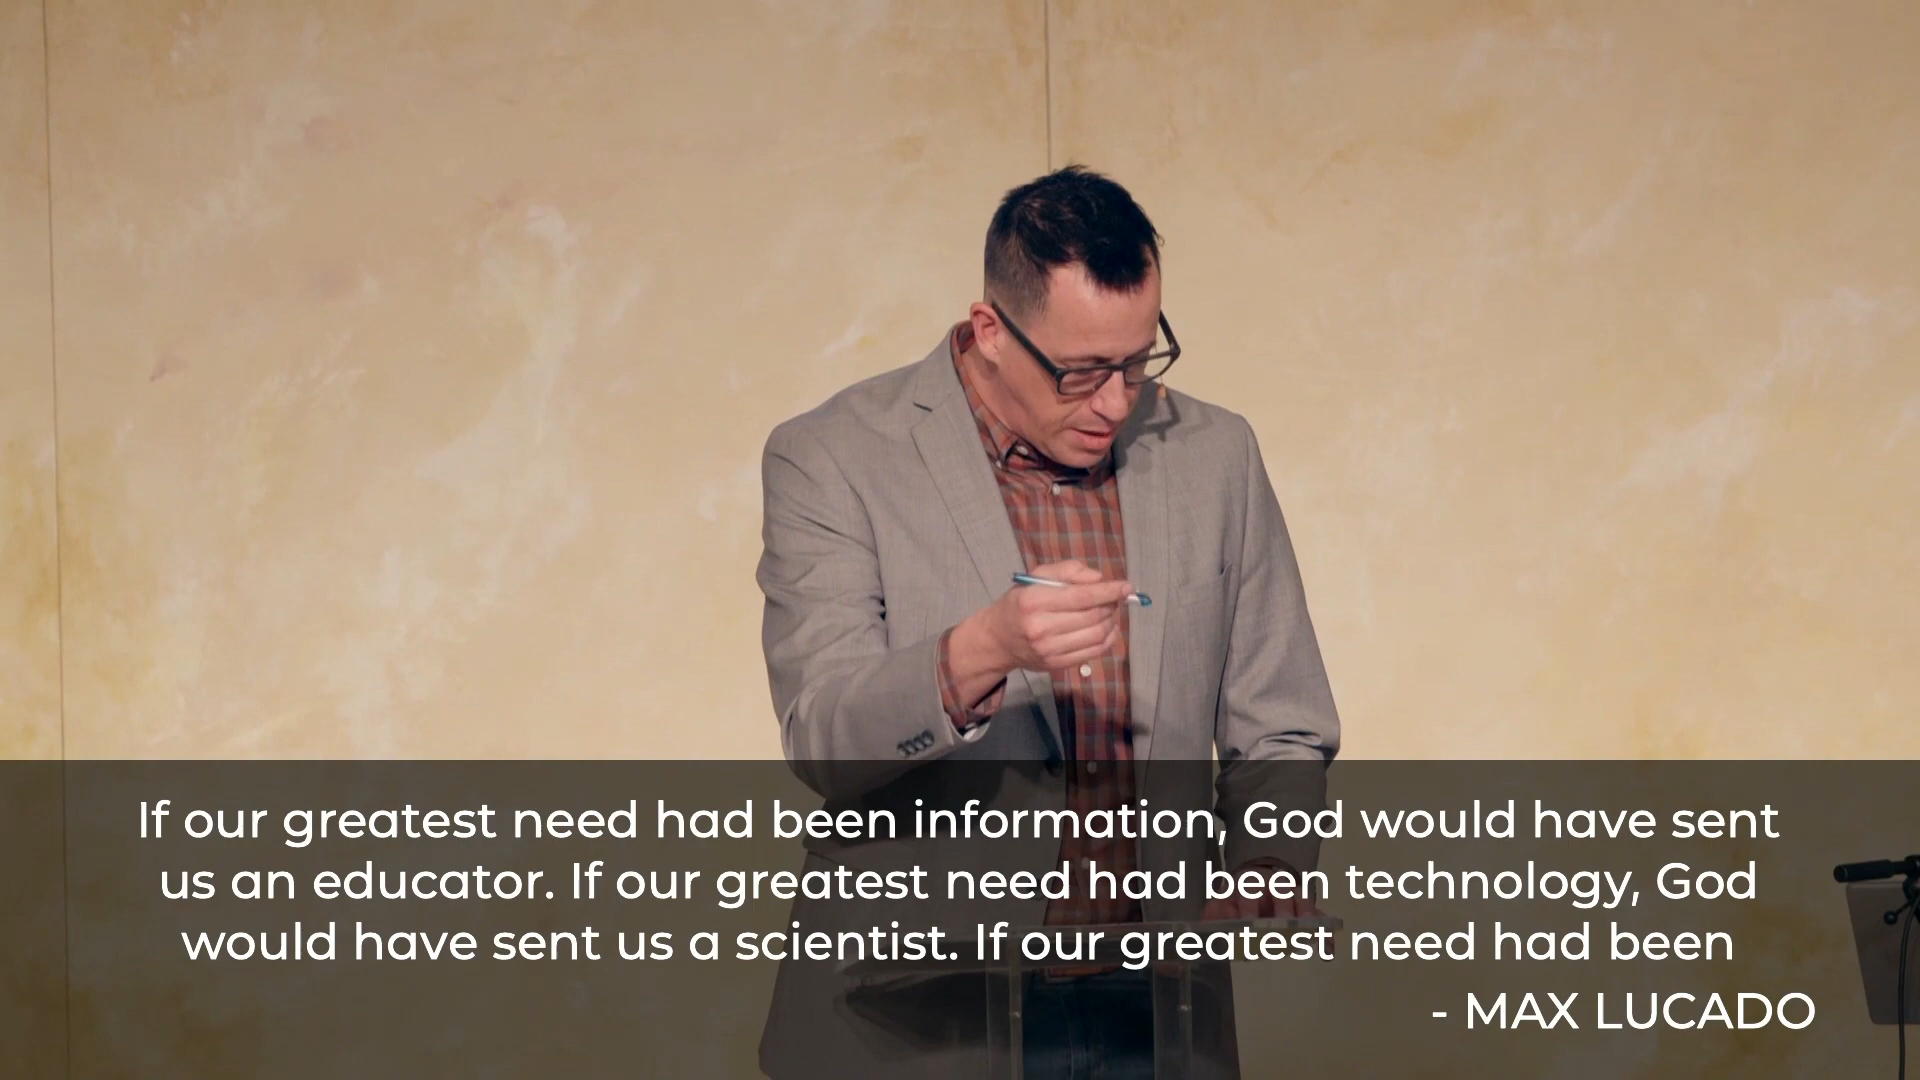 If our greatest need had been information, God would have sent
us an educator. If our greatest need had been technology, God
would have sent us a scientist. If our greatest need had been
- MAX LUCADO